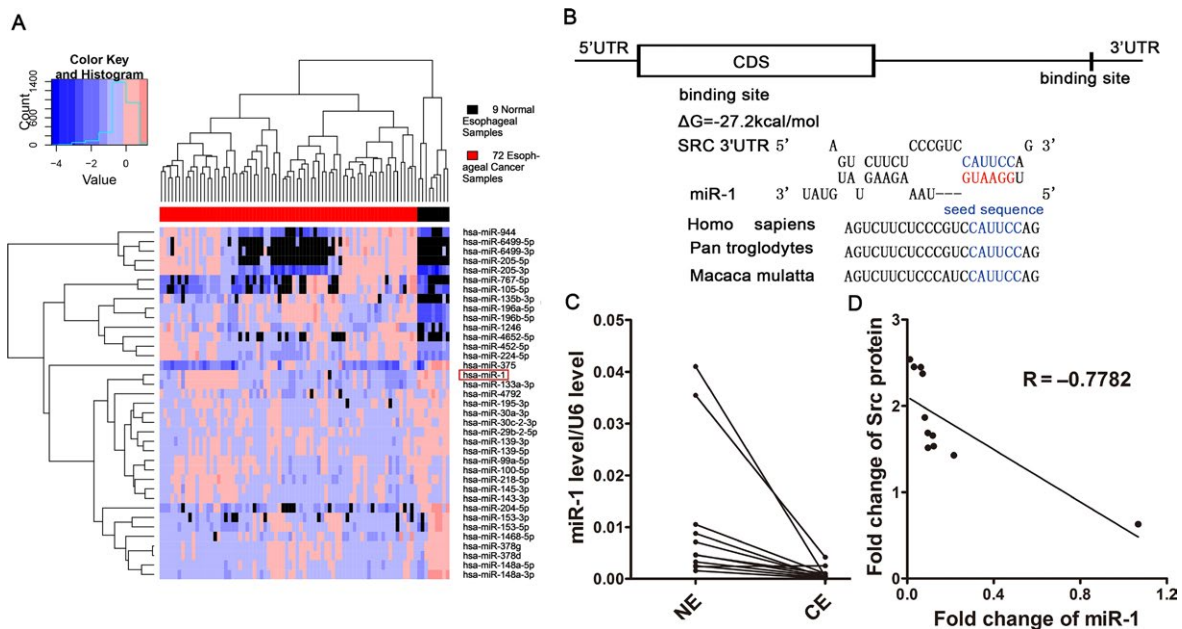 A
Color Key
and Histogram
Count
0 600 1400
−4 −2 0
Value
9 Normal
Esophageal
Samples
72 Esoph-
ageal Cancer
Samples
hsa-miR-944
hsa-miR-6499-5p
hsa-miR-6499-3p
hsa-miR-205-5p
hsa-miR-205-3p
hsa-miR-767-5p
hsa-miR-105-5p
hsa-miR-135b-3p
hsa-miR-196a-5p
hsa-miR-196b-5p
hsa-miR-1246
hsa-miR-4652-5p
hsa-miR-452-5p
hsa-miR-224-5p
hsa-miR-375
hsa-miR-1
hsa-miR-133a-3p
hsa-miR-4792
hsa-miR-195-3p
hsa-miR-30a-3p
hsa-miR-30c-2-3p
hsa-miR-29b-2-5p
hsa-miR-139-3p
hsa-miR-139-5p
hsa-miR-99a-5p
hsa-miR-100-5p
hsa-miR-218-5p
hsa-miR-145-3p
hsa-miR-143-3p
hsa-miR-204-5p
hsa-miR-153-3p
hsa-miR-153-5p
hsa-miR-1468-5p
hsa-miR-378g
hsa-miR-378d
hsa-miR-148a-5p
hsa-miR-148a-3p
B
5'UTR CDS 3'UTR
binding site
binding site
ΔG=-27.2kcal/mol
SRC 3'UTR 5' A CCCGUC G 3'
GU CUUCU CAUUCCA
UA GAAGA GUAAGGU
miR-1 3' UAUG U AAU--- 5'
seed sequence
Homo sapiens AGUCUUCUCCCGUCCAUUCCAG
Pan troglodytes AGUCUUCUCCCGUCCAUUCCAG
Macaca mulatta AGUCUUCUCCCAUCCAUUCCAG
C
miR-1 level/U6 level
0.05
0.04
0.03
0.02
0.01
0.00
NE CE
D
Fold change of Src protein
3
2
1
0
R = −0.7782
0.0 0.4 0.8 1.2
Fold change of miR-1